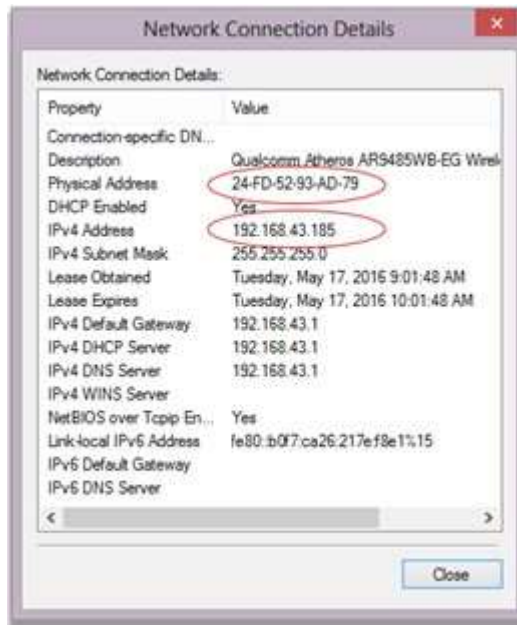 Network Connection Details
Network Connection Details:
Property Value
Connection-specific DN...
Description Qualcomm Atheros AR9485WB-EG Wirel
Physical Address 24-FD-52-93-AD-79
DHCP Enabled Yes
IPv4 Address 192.168.43.185
IPv4 Subnet Mask 255.255.255.0
Lease Obtained Tuesday, May 17, 2016 9:01:48 AM
Lease Expires Tuesday, May 17, 2016 10:01:48 AM
IPv4 Default Gateway 192.168.43.1
IPv4 DHCP Server 192.168.43.1
IPv4 DNS Server 192.168.43.1
IPv4 WINS Server
NetBIOS over Tcpip En... Yes
Link-local IPv6 Address fe80::b0f7:ca26:217e:f8e1%15
IPv6 Default Gateway
IPv6 DNS Server
Close